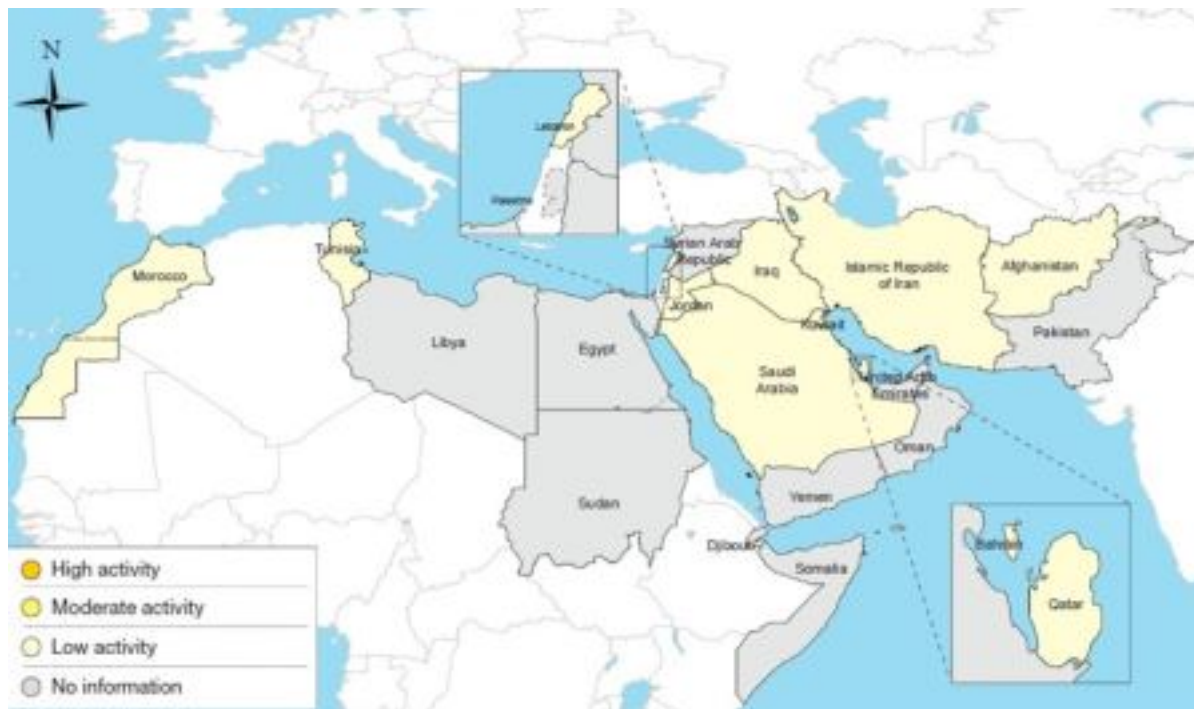 N
Lebanon
Palestine
Morocco
Tunisia
Syrian Arab
Republic
Iraq
Islamic Republic
of Iran
Afghanistan
Jordan
Kuwait
Pakistan
Libya
Egypt
Saudi
Arabia
United Arab
Emirates
Oman
Sudan
Yemen
Djibouti
Somalia
Bahrain
Qatar
High activity
Moderate activity
Low activity
No information